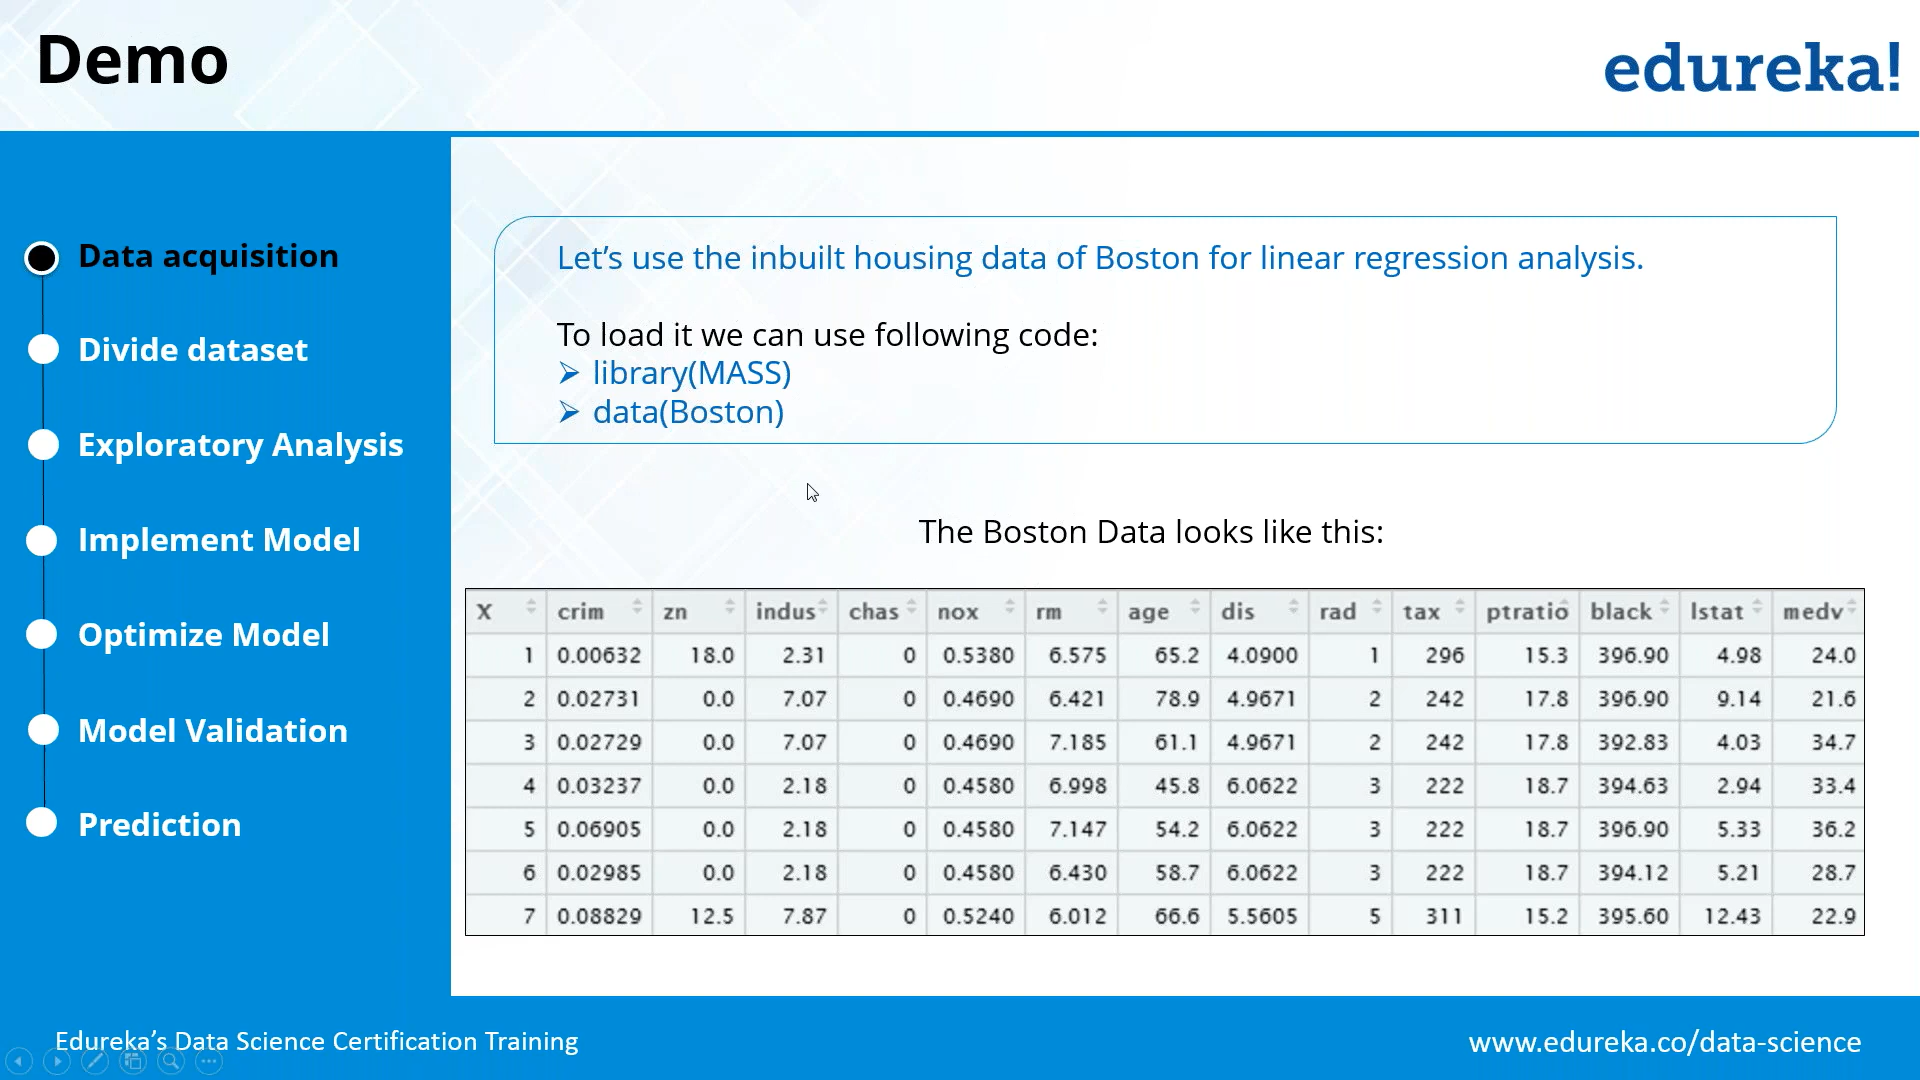 Demo
edureka!
Data acquisition
Divide dataset
Exploratory Analysis
Implement Model
Optimize Model
Model Validation
Prediction
Let's use the inbuilt housing data of Boston for linear regression analysis.
To load it we can use following code:
➢ library(MASS)
➢ data(Boston)
The Boston Data looks like this:
X crim zn indus chas nox rm age dis rad tax ptratio black lstat medv
1 0.00632 18.0 2.31 0 0.5380 6.575 65.2 4.0900 1 296 15.3 396.90 4.98 24.0
2 0.02731 0.0 7.07 0 0.4690 6.421 78.9 4.9671 2 242 17.8 396.90 9.14 21.6
3 0.02729 0.0 7.07 0 0.4690 7.185 61.1 4.9671 2 242 17.8 392.83 4.03 34.7
4 0.03237 0.0 2.18 0 0.4580 6.998 45.8 6.0622 3 222 18.7 394.63 2.94 33.4
5 0.06905 0.0 2.18 0 0.4580 7.147 54.2 6.0622 3 222 18.7 396.90 5.33 36.2
6 0.02985 0.0 2.18 0 0.4580 6.430 58.7 6.0622 3 222 18.7 394.12 5.21 28.7
7 0.08829 12.5 7.87 0 0.5240 6.012 66.6 5.5605 5 311 15.2 395.60 12.43 22.9
Edureka's Data Science Certification Training
www.edureka.co/data-science